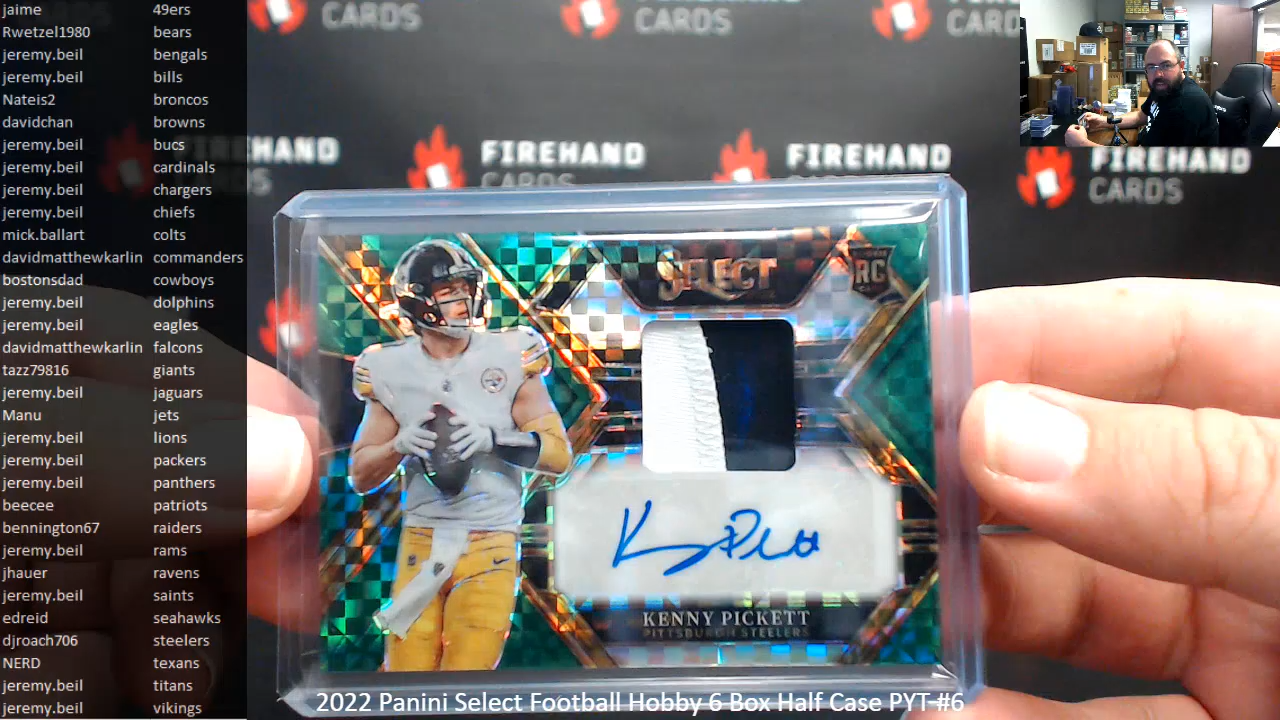 jaime 49ers
Rwetzel1980 bears
jeremy.beil bengals
jeremy.beil bills
Nateis2 broncos
davidchan browns
jeremy.beil bucs
jeremy.beil cardinals
jeremy.beil chargers
jeremy.beil chiefs
mick.ballart colts
davidmatthewkarlin commanders
bostonsdad cowboys
jeremy.beil dolphins
jeremy.beil eagles
davidmatthewkarlin falcons
tazz79816 giants
jeremy.beil jaguars
Manu jets
jeremy.beil lions
jeremy.beil packers
jeremy.beil panthers
beecee patriots
bennington67 raiders
jeremy.beil rams
jhauer ravens
jeremy.beil saints
edreid seahawks
djroach706 steelers
NERD texans
jeremy.beil titans
jeremy.beil vikings
CARDS
CARDS
CARDS
HAND
FIREHAND
FIREHAND
FIREHAND
CARDS
SELECT
RC
KENNY PICKETT
PITTSBURGH STEELERS
2022 Panini Select Football Hobby 6 Box Half Case PYT-#6